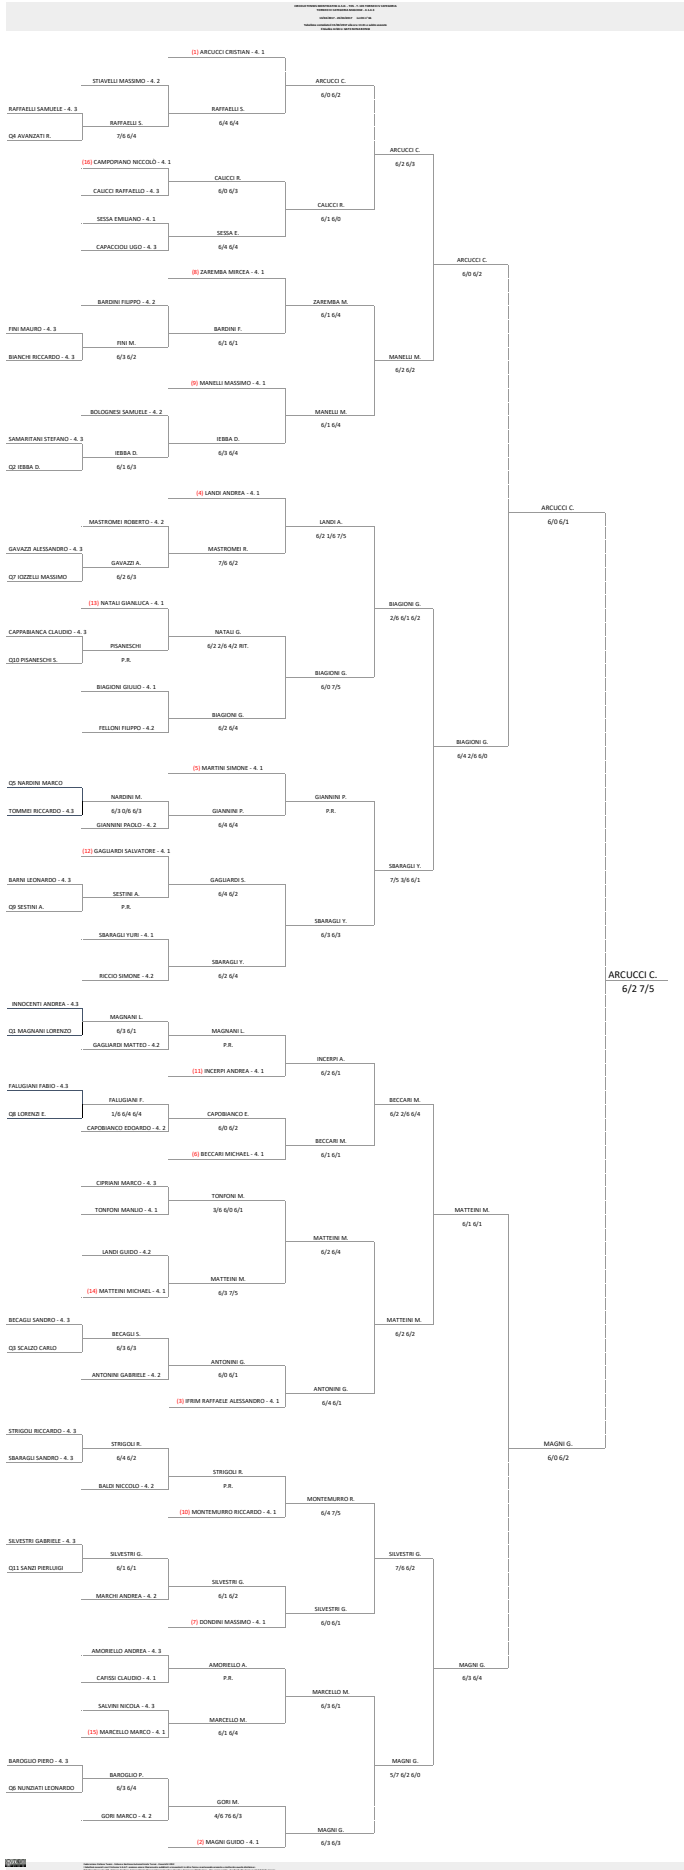 (1) ARCUCCI CRISTIAN - 4. 1
STIAVELLI MASSIMO - 4. 2
ARCUCCI C.
6/0 6/2
RAFFAELLI SAMUELE - 4. 3
RAFFAELLI S.
RAFFAELLI S.
6/4 6/4
Q4 AVANZATI R.
7/6 6/4
ARCUCCI C.
6/2 6/3
(16) CAMPOPIANO NICCOLÒ - 4. 1
CALICCI R.
6/0 6/3
CALICCI RAFFAELLO - 4. 3
CALICCI R.
6/1 6/0
SESSA EMILIANO - 4. 1
SESSA E.
6/4 6/4
CAPACCIOLI UGO - 4. 3
ARCUCCI C.
6/0 6/2
(8) ZAREMBA MIRCEA - 4. 1
BARDINI FILIPPO - 4. 2
ZAREMBA M.
6/1 6/4
FINI MAURO - 4. 3
FINI M.
6/3 6/2
BARDINI F.
6/1 6/1
BIANCHI RICCARDO - 4. 3
MANELLI M.
6/2 6/2
(9) MANELLI MASSIMO - 4. 1
BOLOGNESI SAMUELE - 4. 2
MANELLI M.
6/1 6/4
SAMARITANI STEFANO - 4. 3
IEBBA D.
6/1 6/3
IEBBA D.
6/3 6/4
Q2 IEBBA D.
ARCUCCI C.
6/0 6/1
(4) LANDI ANDREA - 4. 1
MASTROMEI ROBERTO - 4. 2
LANDI A.
6/2 1/6 7/5
GAVAZZI ALESSANDRO - 4. 3
GAVAZZI A.
6/2 6/3
MASTROMEI R.
7/6 6/2
Q7 IOZZELLI MASSIMO
BIAGIONI G.
2/6 6/1 6/2
(13) NATALI GIANLUCA - 4. 1
CAPPABIANCA CLAUDIO - 4. 3
PISANESCHI
P.R.
NATALI G.
6/2 2/6 4/2 RIT.
Q10 PISANESCHI S.
BIAGIONI G.
6/0 7/5
BIAGIONI GIULIO - 4. 1
BIAGIONI G.
6/2 6/4
FELLONI FILIPPO - 4.2
BIAGIONI G.
6/4 2/6 6/0
(5) MARTINI SIMONE - 4. 1
Q5 NARDINI MARCO
NARDINI M.
6/3 0/6 6/3
GIANNINI P.
P.R.
TOMMEI RICCARDO - 4.3
GIANNINI P.
6/4 6/4
GIANNINI PAOLO - 4. 2
(12) GAGLIARDI SALVATORE - 4. 1
SBARAGLI Y.
7/5 3/6 6/1
BARNI LEONARDO - 4. 3
SESTINI A.
P.R.
GAGLIARDI S.
6/4 6/2
Q9 SESTINI A.
SBARAGLI Y.
6/3 6/3
SBARAGLI YURI - 4. 1
SBARAGLI Y.
6/2 6/4
RICCIO SIMONE - 4.2
ARCUCCI C.
6/2 7/5
INNOCENTI ANDREA - 4.3
MAGNANI L.
6/3 6/1
Q1 MAGNANI LORENZO
MAGNANI L.
P.R.
GAGLIARDI MATTEO - 4.2
INCERPI A.
6/2 6/1
(11) INCERPI ANDREA - 4. 1
FALUGIANI FABIO - 4.3
FALUGIANI F.
1/6 6/4 6/4
BECCARI M.
6/2 2/6 6/4
Q8 LORENZI E.
CAPOBIANCO E.
6/0 6/2
CAPOBIANCO EDOARDO - 4. 2
BECCARI M.
6/1 6/1
(6) BECCARI MICHAEL - 4. 1
CIPRIANI MARCO - 4. 3
TONFONI M.
3/6 6/0 6/1
TONFONI MANLIO - 4. 1
MATTEINI M.
6/1 6/1
MATTEINI M.
6/2 6/4
LANDI GUIDO - 4.2
MATTEINI M.
6/3 7/5
(14) MATTEINI MICHAEL - 4. 1
BECAGLI SANDRO - 4. 3
BECAGLI S.
6/3 6/3
MATTEINI M.
6/2 6/2
Q3 SCALZO CARLO
ANTONINI G.
6/0 6/1
ANTONINI GABRIELE - 4. 2
ANTONINI G.
6/4 6/1
(3) IFRIM RAFFAELE ALESSANDRO - 4. 1
STRIGOLI RICCARDO - 4. 3
STRIGOLI R.
6/4 6/2
MAGNI G.
6/0 6/2
SBARAGLI SANDRO - 4. 3
STRIGOLI R.
P.R.
BALDI NICCOLO - 4. 2
MONTEMURRO R.
6/4 7/5
(10) MONTEMURRO RICCARDO - 4. 1
SILVESTRI GABRIELE - 4. 3
SILVESTRI G.
6/1 6/1
SILVESTRI G.
7/6 6/2
Q11 SANZI PIERLUIGI
SILVESTRI G.
6/1 6/2
MARCHI ANDREA - 4. 2
SILVESTRI G.
6/0 6/1
(7) DONDINI MASSIMO - 4. 1
AMORIELLO ANDREA - 4. 3
AMORIELLO A.
P.R.
MAGNI G.
6/3 6/4
CAFISSI CLAUDIO - 4. 1
MARCELLO M.
6/3 6/1
SALVINI NICOLA - 4. 3
MARCELLO M.
6/1 6/4
(15) MARCELLO MARCO - 4. 1
BAROGLIO PIERO - 4. 3
MAGNI G.
5/7 6/2 6/0
BAROGLIO P.
6/3 6/4
Q6 NUNZIATI LEONARDO
GORI M.
4/6 76 6/3
GORI MARCO - 4. 2
MAGNI G.
6/3 6/3
(2) MAGNI GUIDO - 4. 1